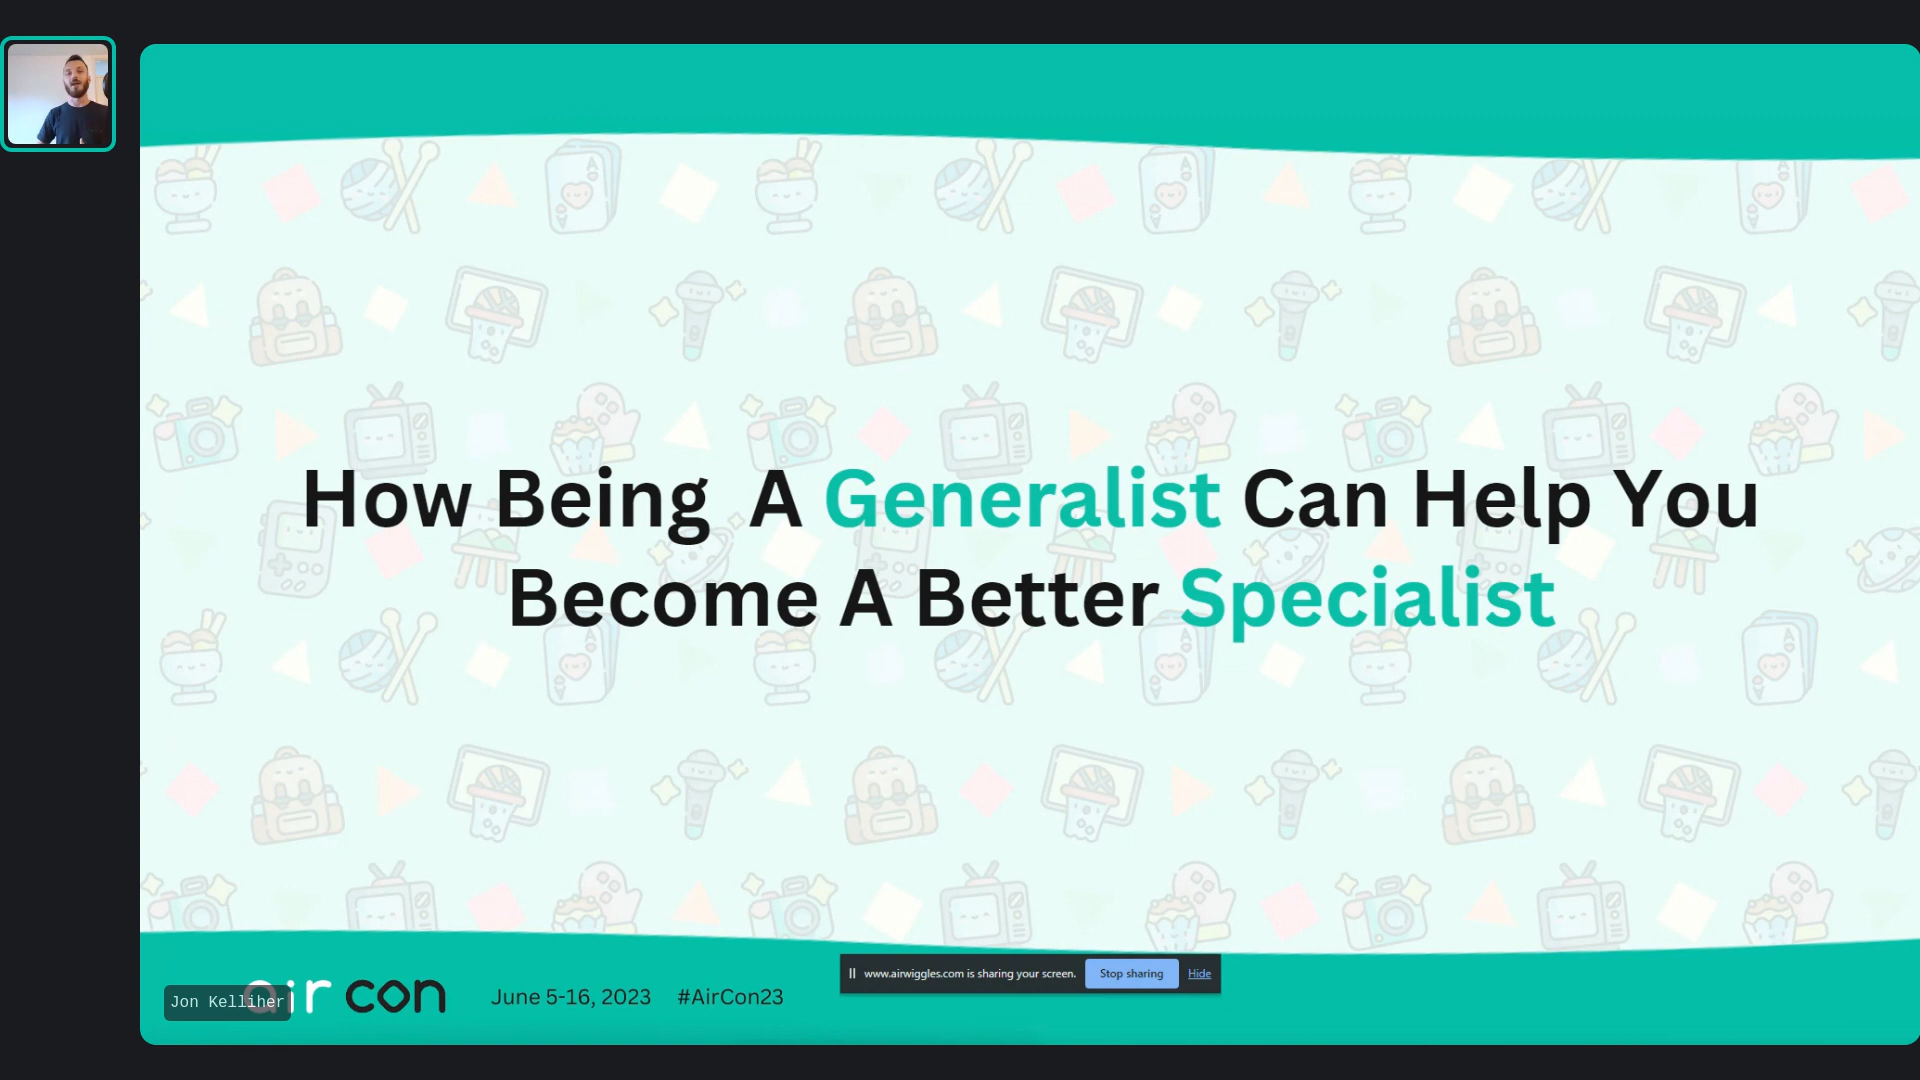 How Being A Generalist Can Help You
Become A Better Specialist
air con
June 5-16, 2023 #AirCon23
Jon Kelliher
www.airwiggles.com is sharing your screen. Stop sharing Hide